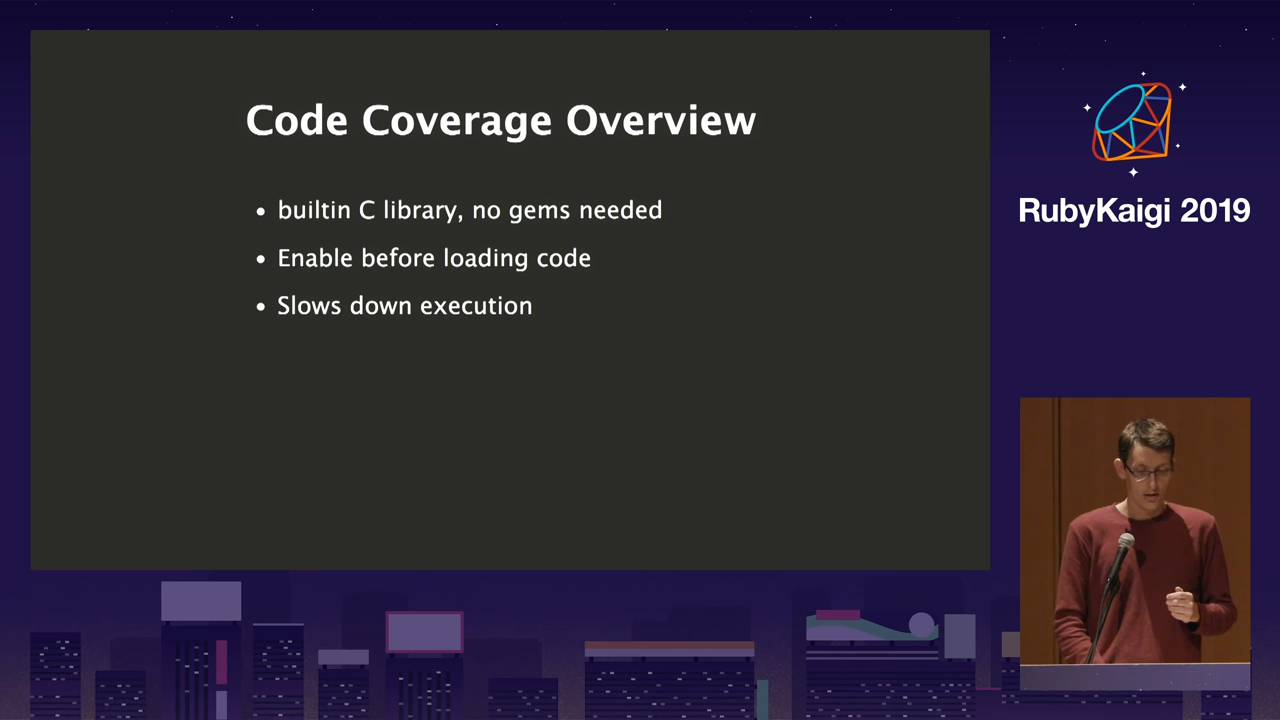 Code Coverage Overview
• builtin C library, no gems needed
• Enable before loading code
• Slows down execution
RubyKaigi 2019